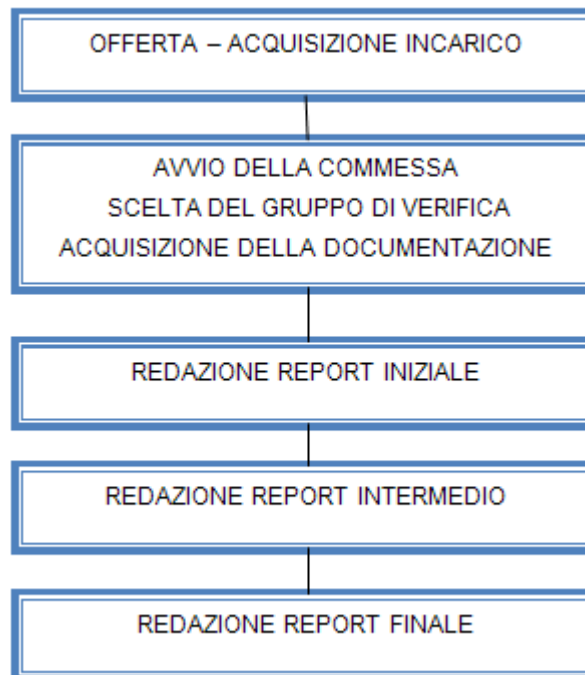 OFFERTA – ACQUISIZIONE INCARICO
AVVIO DELLA COMMESSA
SCELTA DEL GRUPPO DI VERIFICA
ACQUISIZIONE DELLA DOCUMENTAZIONE
REDAZIONE REPORT INIZIALE
REDAZIONE REPORT INTERMEDIO
REDAZIONE REPORT FINALE